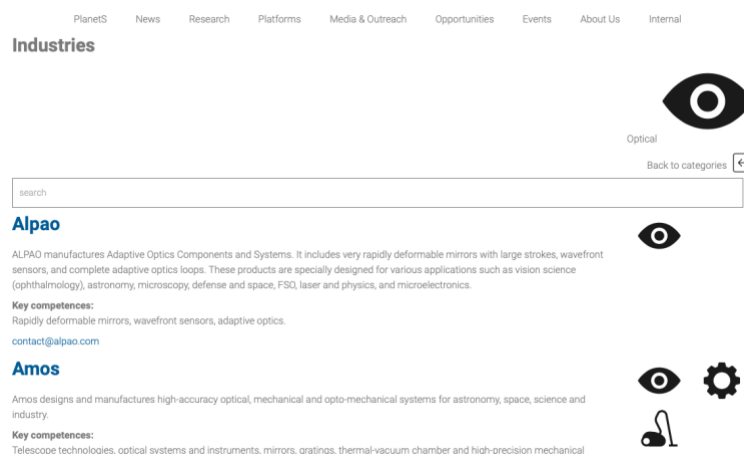 PlanetS News Research Platforms Media & Outreach Opportunities Events About Us Internal
Industries
Optical
Back to categories
search
Alpao
ALPAO manufactures Adaptive Optics Components and Systems. It includes very rapidly deformable mirrors with large strokes, wavefront
sensors, and complete adaptive optics loops. These products are specially designed for various applications such as vision science
(ophthalmology), astronomy, microscopy, defense and space, FSO, laser and physics, and microelectronics.
Key competences:
Rapidly deformable mirrors, wavefront sensors, adaptive optics.
contact@alpao.com
Amos
Amos designs and manufactures high-accuracy optical, mechanical and opto-mechanical systems for astronomy, space, science and
industry.
Key competences:
Telescope technologies, optical systems and instruments, mirrors, gratings, thermal-vacuum chamber and high-precision mechanical